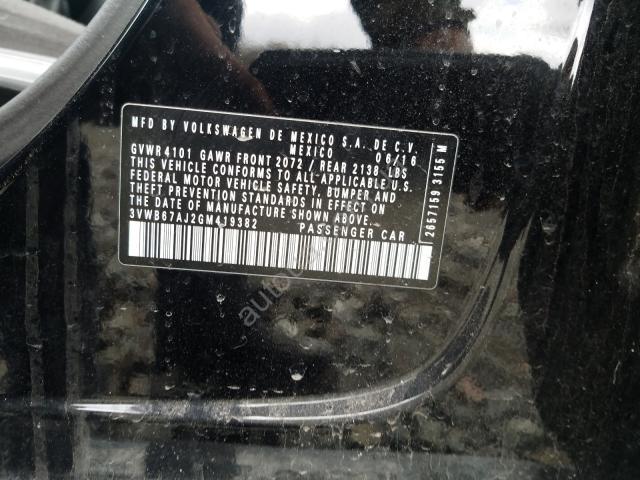 MFD BY VOLKSWAGEN DE MEXICO S.A. DE C.V.
MEXICO 06/16
GVWR4101 GAWR FRONT 2072 / REAR 2138 LBS
THIS VEHICLE CONFORMS TO ALL APPLICABLE U.S.
FEDERAL MOTOR VEHICLE SAFETY, BUMPER AND
THEFT PREVENTION STANDARDS IN EFFECT ON
THE DATE OF MANUFACTURE SHOWN ABOVE.
3VWB67AJ2GM419382 PASSENGER CAR
2657159 3155 M